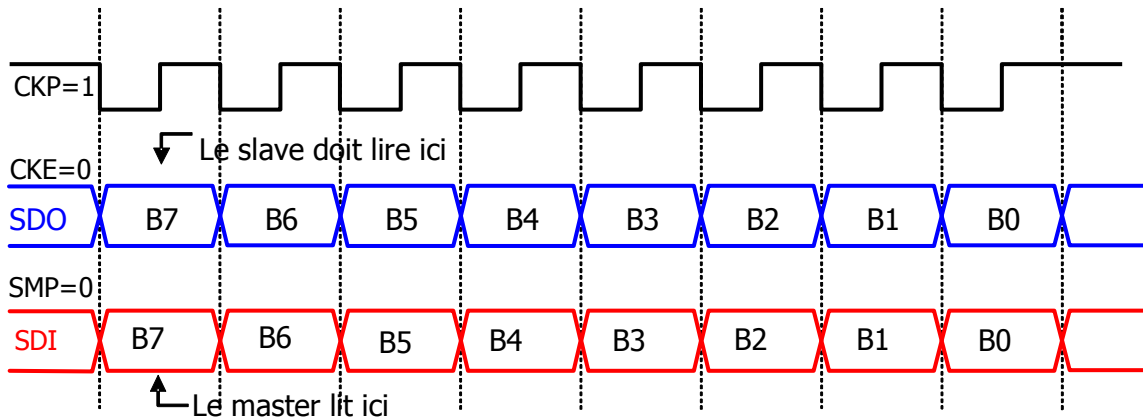 CKP=1
Le slave doit lire ici
CKE=0
SDO B7 B6 B5 B4 B3 B2 B1 B0
SMP=0
SDI B7 B6 B5 B4 B3 B2 B1 B0
Le master lit ici